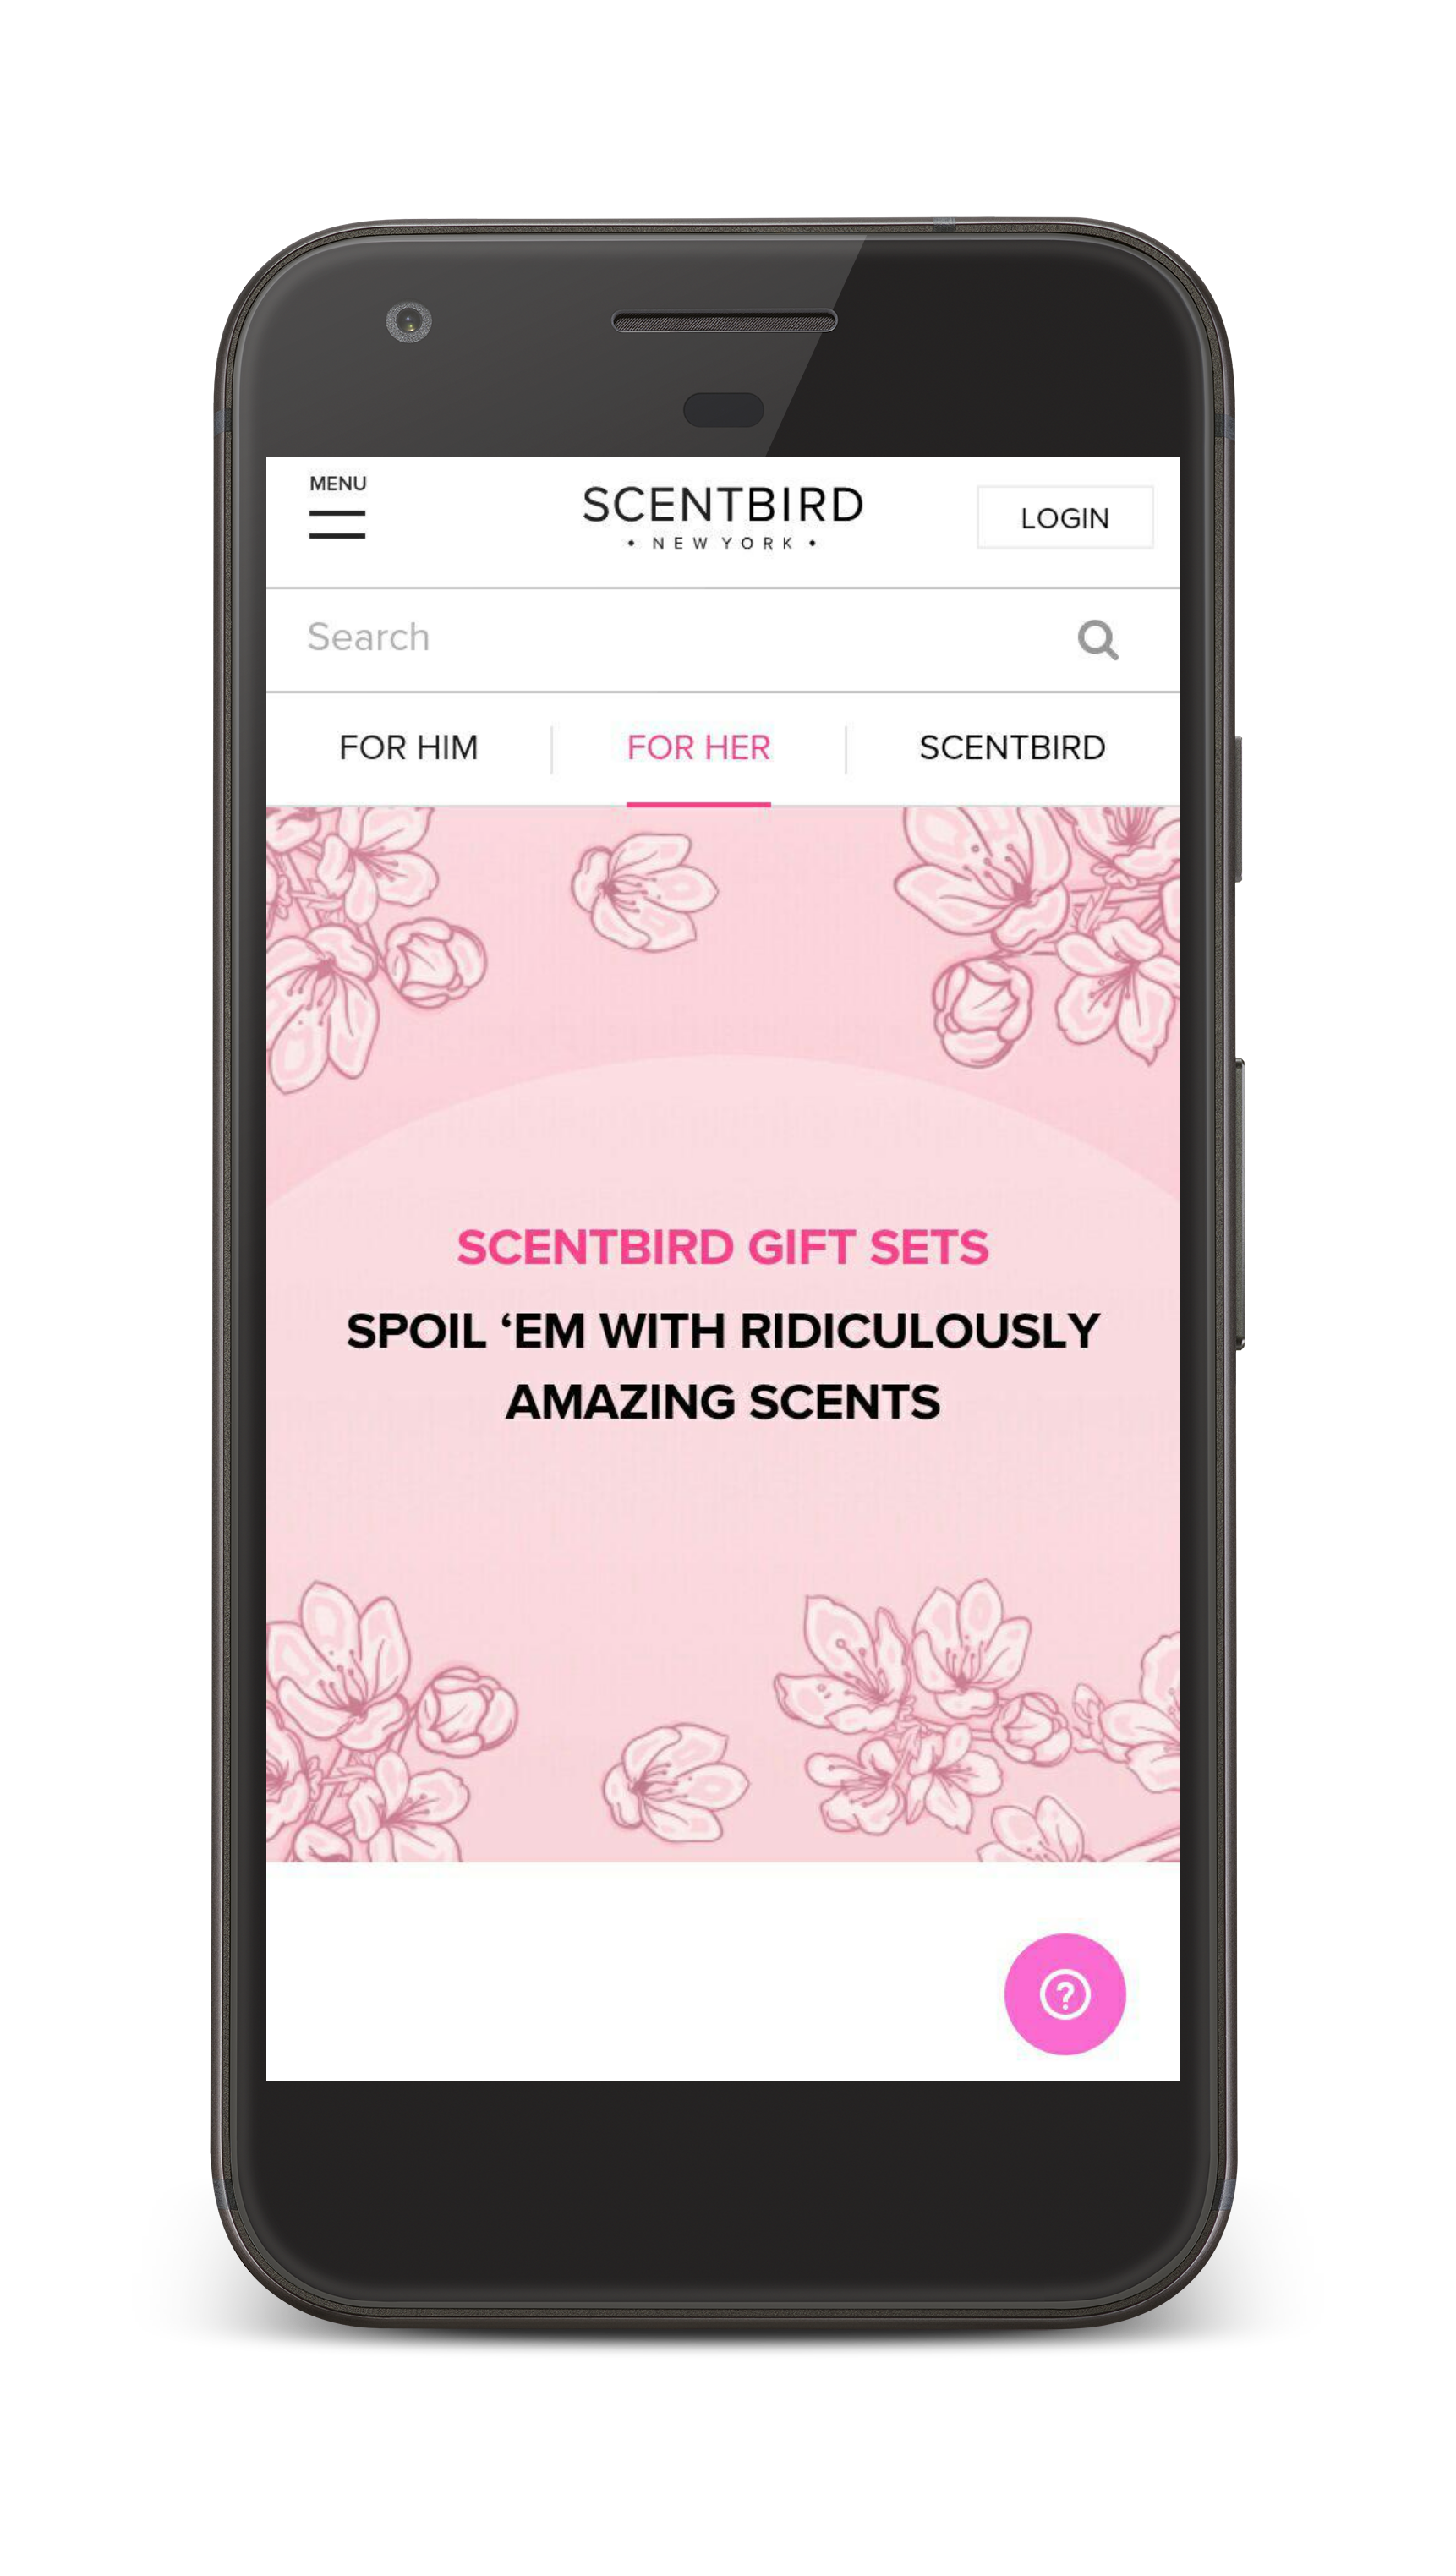 MENU
SCENTBIRD
• NEW YORK •
LOGIN
Search
FOR HIM
FOR HER
SCENTBIRD
SCENTBIRD GIFT SETS
SPOIL ‘EM WITH RIDICULOUSLY
AMAZING SCENTS
?